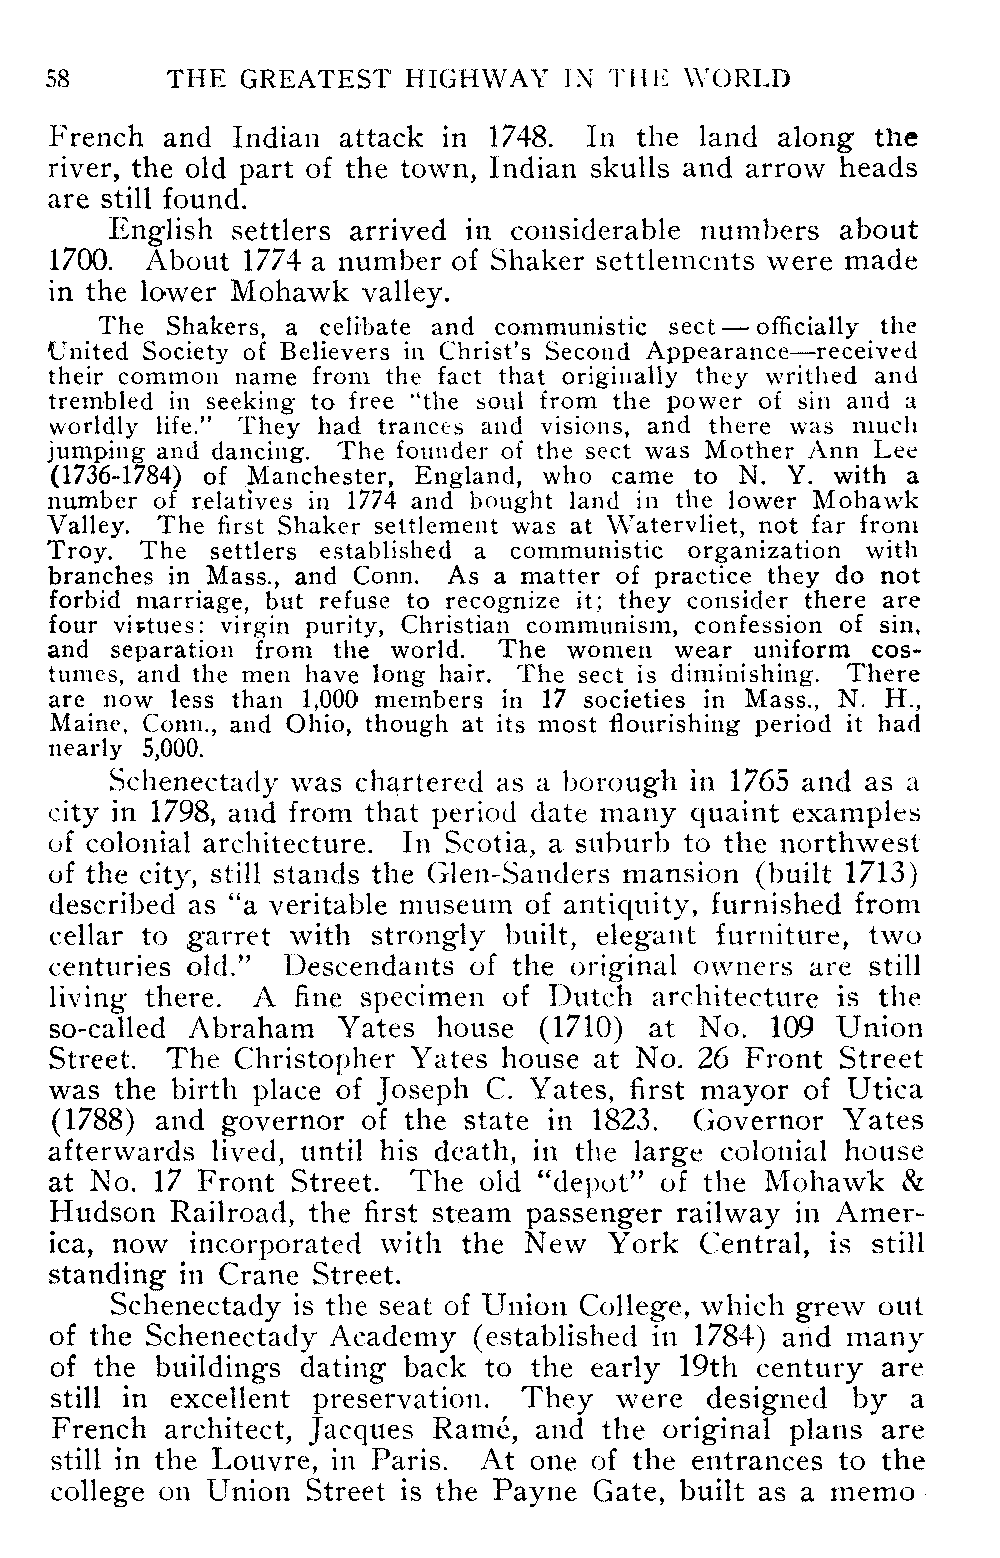 58 THE GREATEST HIGHWAY IN THE WORLD
French and Indian attack in 1748. In the land along the
river, the old part of the town, Indian skulls and arrow heads
are still found.
English settlers arrived in considerable numbers about
1700. About 1774 a number of Shaker settlements were made
in the lower Mohawk valley.
The Shakers, a celibate and communistic sect — officially the
United Society of Believers in Christ's Second Appearance—received
their common name from the fact that originally they writhed and
trembled in seeking to free "the soul from the power of sin and a
worldly life." They had trances and visions, and there was much
jumping and dancing. The founder of the sect was Mother Ann Lee
(1736-1784) of Manchester, England, who came to N. Y. with a
number of relatives in 1774 and bought land in the lower Mohawk
Valley. The first Shaker settlement was at Watervliet, not far from
Troy. The settlers established a communistic organization with
branches in Mass., and Conn. As a matter of practice they do not
forbid marriage, but refuse to recognize it; they consider there are
four virtues: virgin purity, Christian communism, confession of sin,
and separation from the world. The women wear uniform cos-
tumes, and the men have long hair. The sect is diminishing. There
are now less than 1,000 members in 17 societies in Mass., N. H.,
Maine, Conn., and Ohio, though at its most flourishing period it had
nearly 5,000.
Schenectady was chartered as a borough in 1765 and as a
city in 1798, and from that period date many quaint examples
of colonial architecture. In Scotia, a suburb to the northwest
of the city, still stands the Glen-Sanders mansion (built 1713)
described as "a veritable museum of antiquity, furnished from
cellar to garret with strongly built, elegant furniture, two
centuries old." Descendants of the original owners are still
living there. A fine specimen of Dutch architecture is the
so-called Abraham Yates house (1710) at No. 109 Union
Street. The Christopher Yates house at No. 26 Front Street
was the birth place of Joseph C. Yates, first mayor of Utica
(1788) and governor of the state in 1823. Governor Yates
afterwards lived, until his death, in the large colonial house
at No. 17 Front Street. The old "depot" of the Mohawk &
Hudson Railroad, the first steam passenger railway in Amer-
ica, now incorporated with the New York Central, is still
standing in Crane Street.
Schenectady is the seat of Union College, which grew out
of the Schenectady Academy (established in 1784) and many
of the buildings dating back to the early 19th century are
still in excellent preservation. They were designed by a
French architect, Jacques Ramé, and the original plans are
still in the Louvre, in Paris. At one of the entrances to the
college on Union Street is the Payne Gate, built as a memo